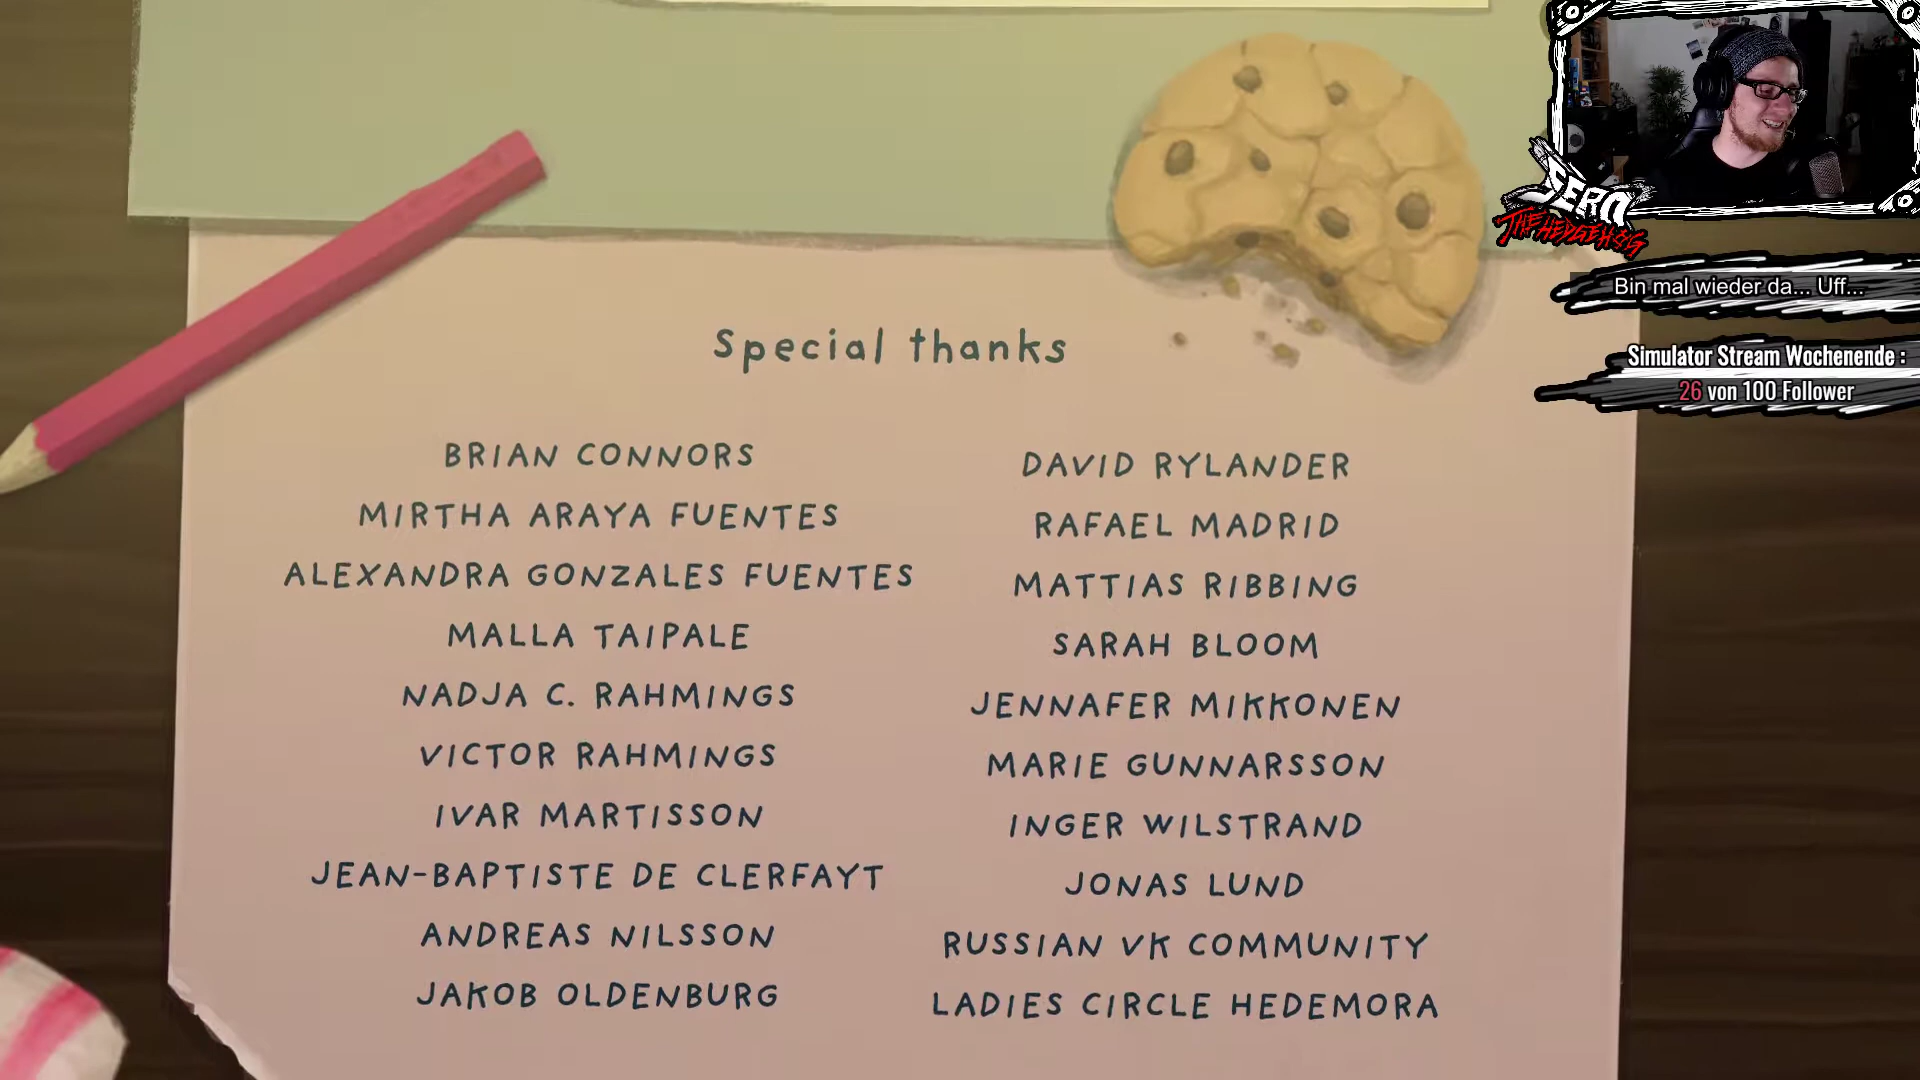 Special thanks
BRIAN CONNORS
MIRTHA ARAYA FUENTES
ALEXANDRA GONZALES FUENTES
MALLA TAIPALE
NADJA C. RAHMINGS
VICTOR RAHMINGS
IVAR MARTISSON
JEAN-BAPTISTE DE CLERFAYT
ANDREAS NILSSON
JAKOB OLDENBURG
DAVID RYLANDER
RAFAEL MADRID
MATTIAS RIBBING
SARAH BLOOM
JENNAFER MIKKONEN
MARIE GUNNARSSON
INGER WILSTRAND
JONAS LUND
RUSSIAN VK COMMUNITY
LADIES CIRCLE HEDEMORA
SERO
THE HEDGEHOG
Bin mal wieder da... Uff...
Simulator Stream Wochenende :
26 von 100 Follower